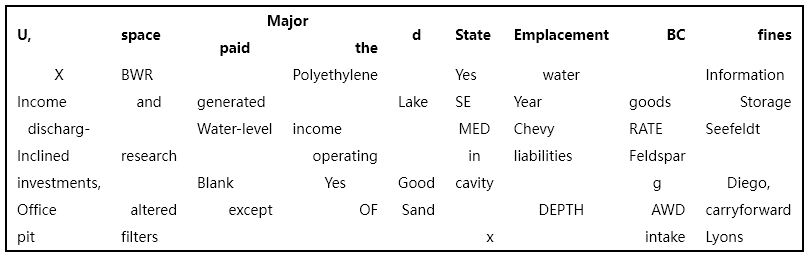 Major
U, space d State Emplacement BC fines
paid the
X BWR Polyethylene Yes water Information
Income and generated Lake SE Year goods Storage
discharg- Water-level income MED Chevy RATE Seefeldt
Inclined research operating in liabilities Feldspar
investments, Blank Yes Good cavity g Diego,
Office altered except OF Sand DEPTH AWD carryforward
pit filters x intake Lyons